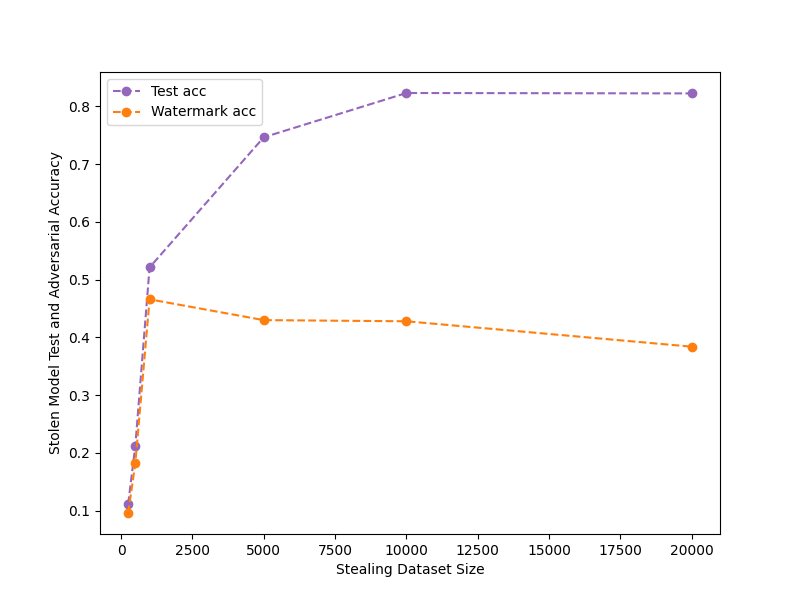 Test acc
Watermark acc
Stolen Model Test and Adversarial Accuracy
0.8
0.7
0.6
0.5
0.4
0.3
0.2
0.1
0 2500 5000 7500 10000 12500 15000 17500 20000
Stealing Dataset Size